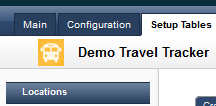 Main Configuration Setup Tables
Demo Travel Tracker
Locations